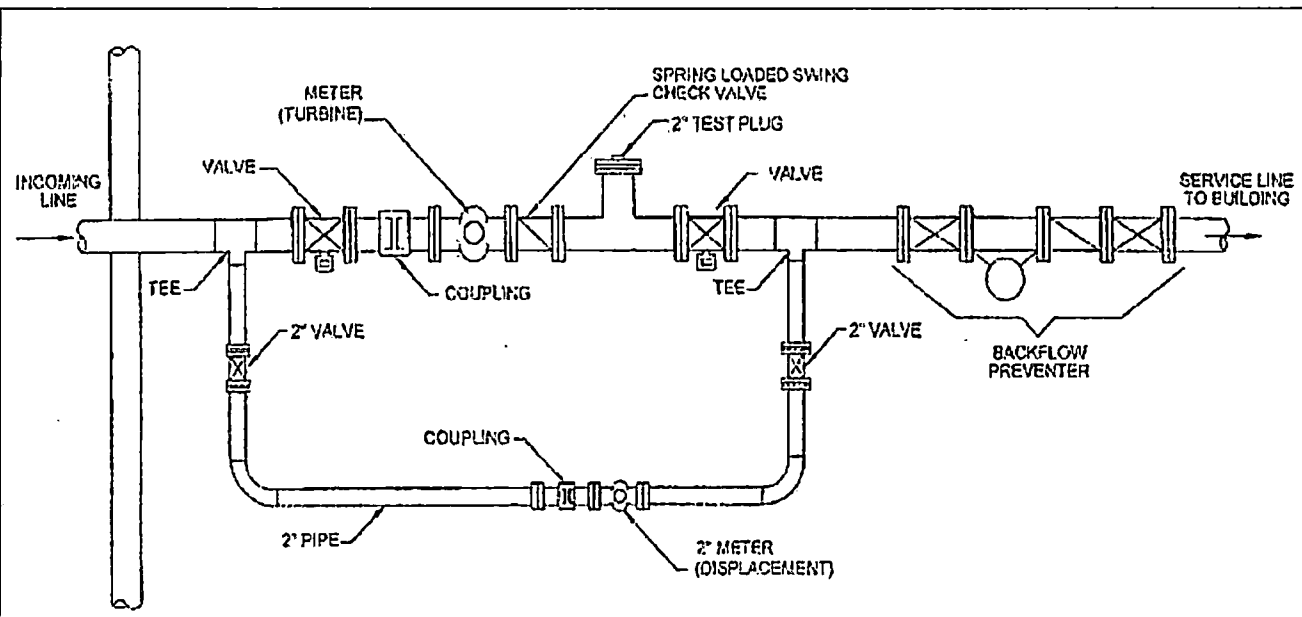 SPRING LOADED SWING
CHECK VALVE
METER
(TURBINE)
2" TEST PLUG
VALVE
VALVE
INCOMING
LINE
SERVICE LINE
TO BUILDING
TEE
COUPLING
TEE
2" VALVE
2" VALVE
BACKFLOW
PREVENTER
COUPLING
2" PIPE
2" METER
(DISPLACEMENT)